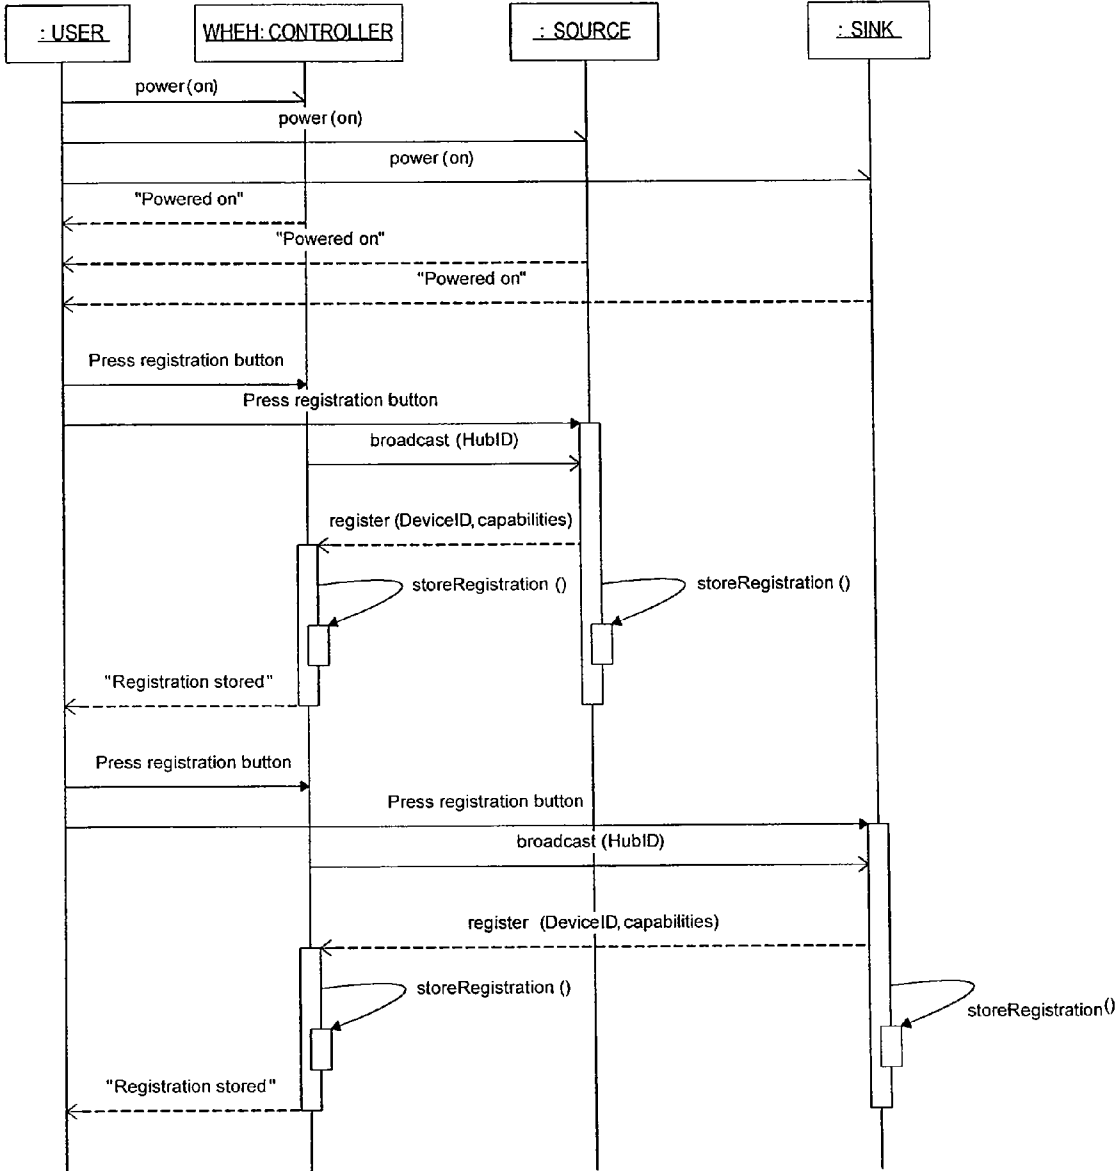 : USER
WHEH: CONTROLLER
: SOURCE
: SINK
power (on)
power (on)
power (on)
"Powered on"
"Powered on"
"Powered on"
Press registration button
Press registration button
broadcast (HubID)
register (DeviceID, capabilities)
storeRegistration ()
storeRegistration ()
"Registration stored"
Press registration button
Press registration button
broadcast (HubID)
register (DeviceID, capabilities)
storeRegistration ()
storeRegistration ()
"Registration stored"